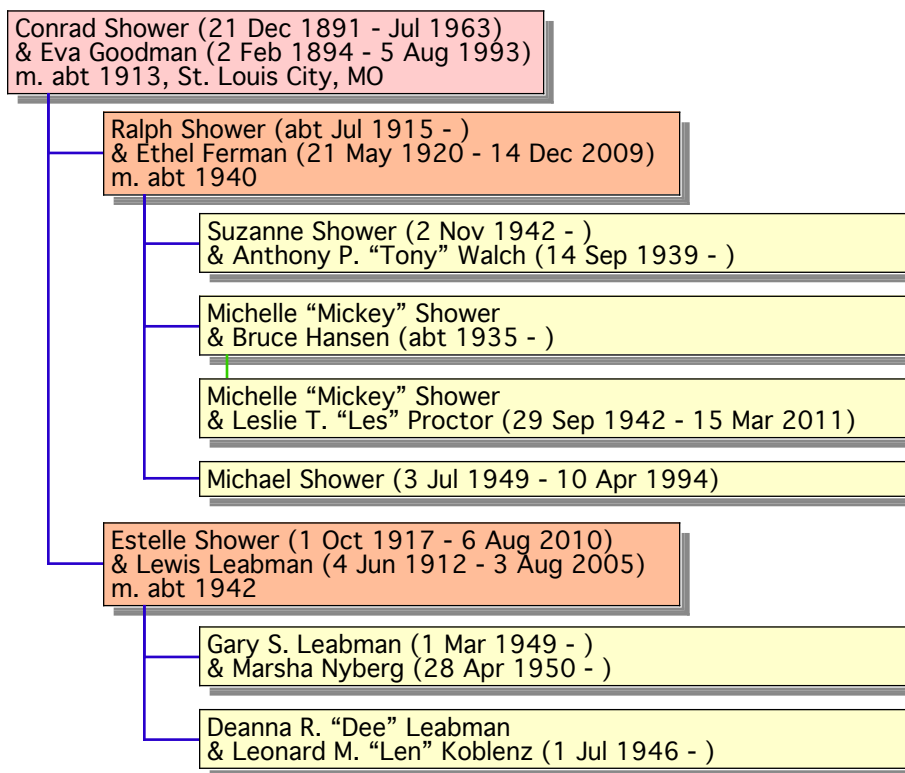 Conrad Shower (21 Dec 1891 - Jul 1963)
& Eva Goodman (2 Feb 1894 - 5 Aug 1993)
m. abt 1913, St. Louis City, MO
Ralph Shower (abt Jul 1915 - )
& Ethel Ferman (21 May 1920 - 14 Dec 2009)
m. abt 1940
Suzanne Shower (2 Nov 1942 - )
& Anthony P. “Tony” Walch (14 Sep 1939 - )
Michelle “Mickey” Shower
& Bruce Hansen (abt 1935 - )
Michelle “Mickey” Shower
& Leslie T. “Les” Proctor (29 Sep 1942 - 15 Mar 2011)
Michael Shower (3 Jul 1949 - 10 Apr 1994)
Estelle Shower (1 Oct 1917 - 6 Aug 2010)
& Lewis Leabman (4 Jun 1912 - 3 Aug 2005)
m. abt 1942
Gary S. Leabman (1 Mar 1949 - )
& Marsha Nyberg (28 Apr 1950 - )
Deanna R. “Dee” Leabman
& Leonard M. “Len” Koblenz (1 Jul 1946 - )